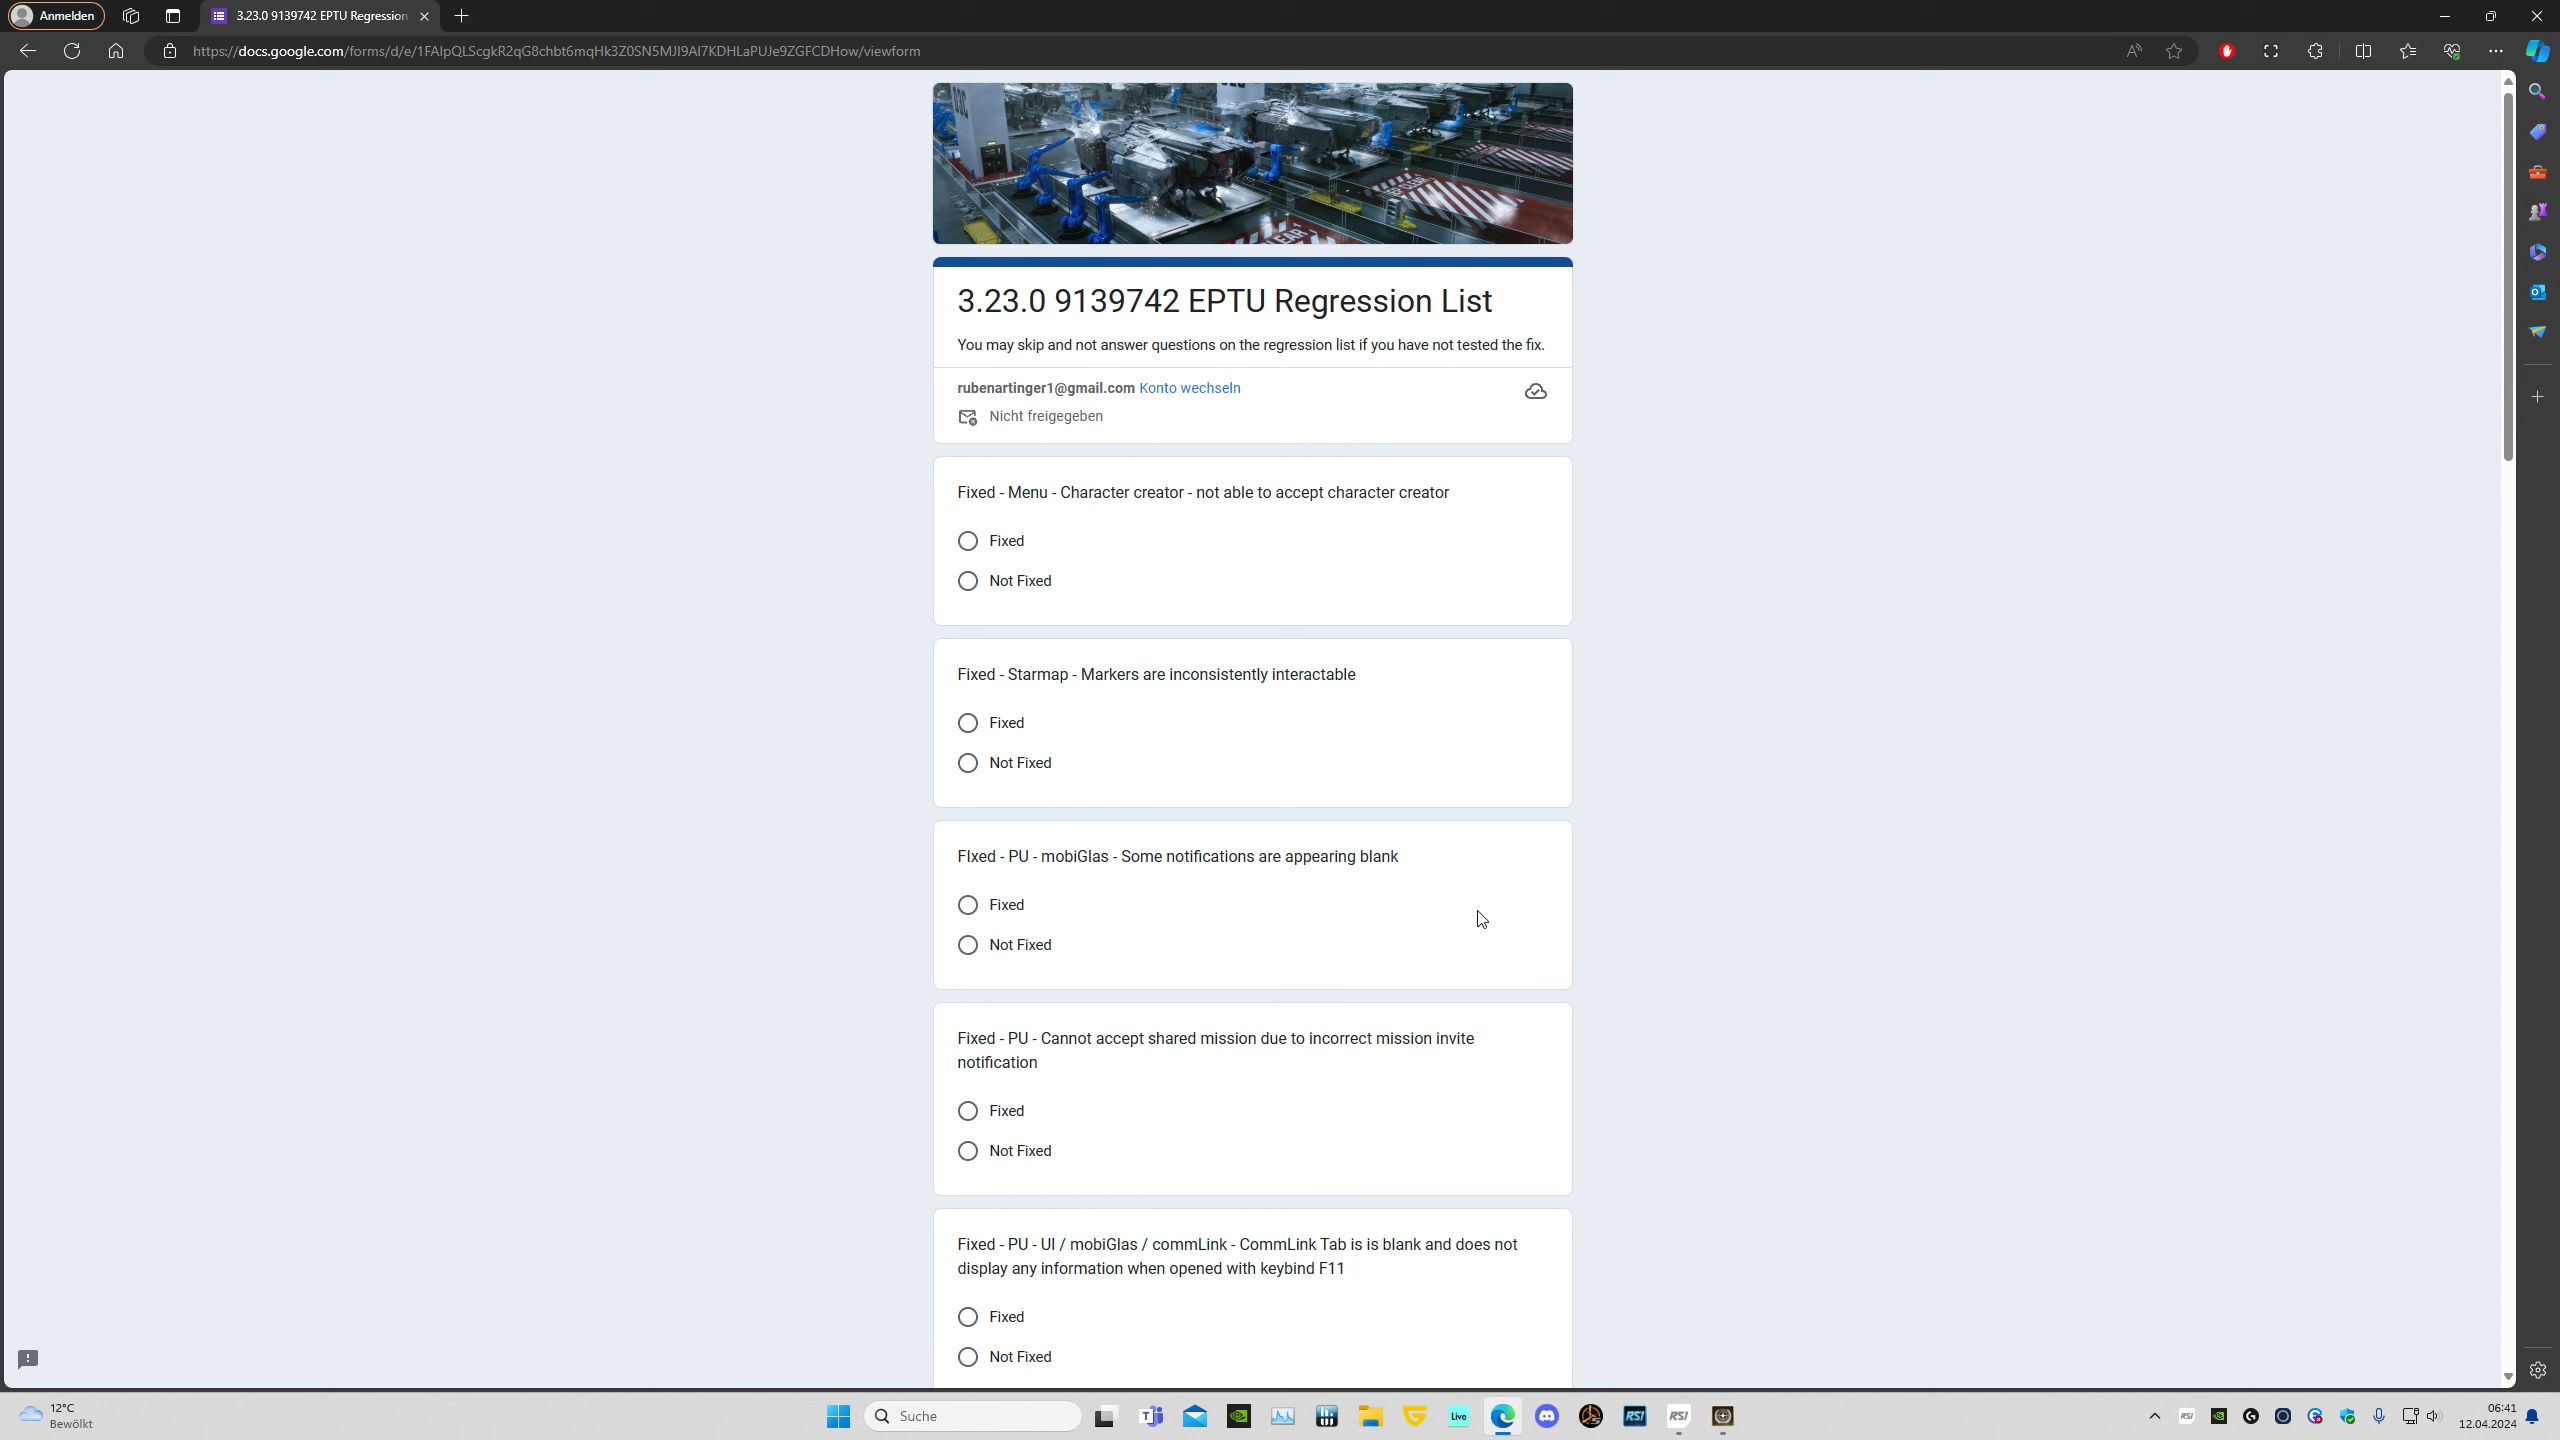 Anmelden
3.23.0 9139742 EPTU Regression
https://docs.google.com/forms/d/e/1FAIpQLScgkR2qG8chbt6mqHk3Z0SN5MJI9AI7KDHLaPUJe9ZGFCDHow/viewform
CLEAR
3.23.0 9139742 EPTU Regression List
You may skip and not answer questions on the regression list if you have not tested the fix.
rubenartinger1@gmail.com Konto wechseln
Nicht freigegeben
Fixed - Menu - Character creator - not able to accept character creator
Fixed
Not Fixed
Fixed - Starmap - Markers are inconsistently interactable
Fixed
Not Fixed
FIxed - PU - mobiGlas - Some notifications are appearing blank
Fixed
Not Fixed
Fixed - PU - Cannot accept shared mission due to incorrect mission invite
notification
Fixed
Not Fixed
Fixed - PU - UI / mobiGlas / commLink - CommLink Tab is is blank and does not
display any information when opened with keybind F11
Fixed
Not Fixed
12°C
Bewölkt
Suche
Live
RSI
RSI
RSI
06:41
12.04.2024